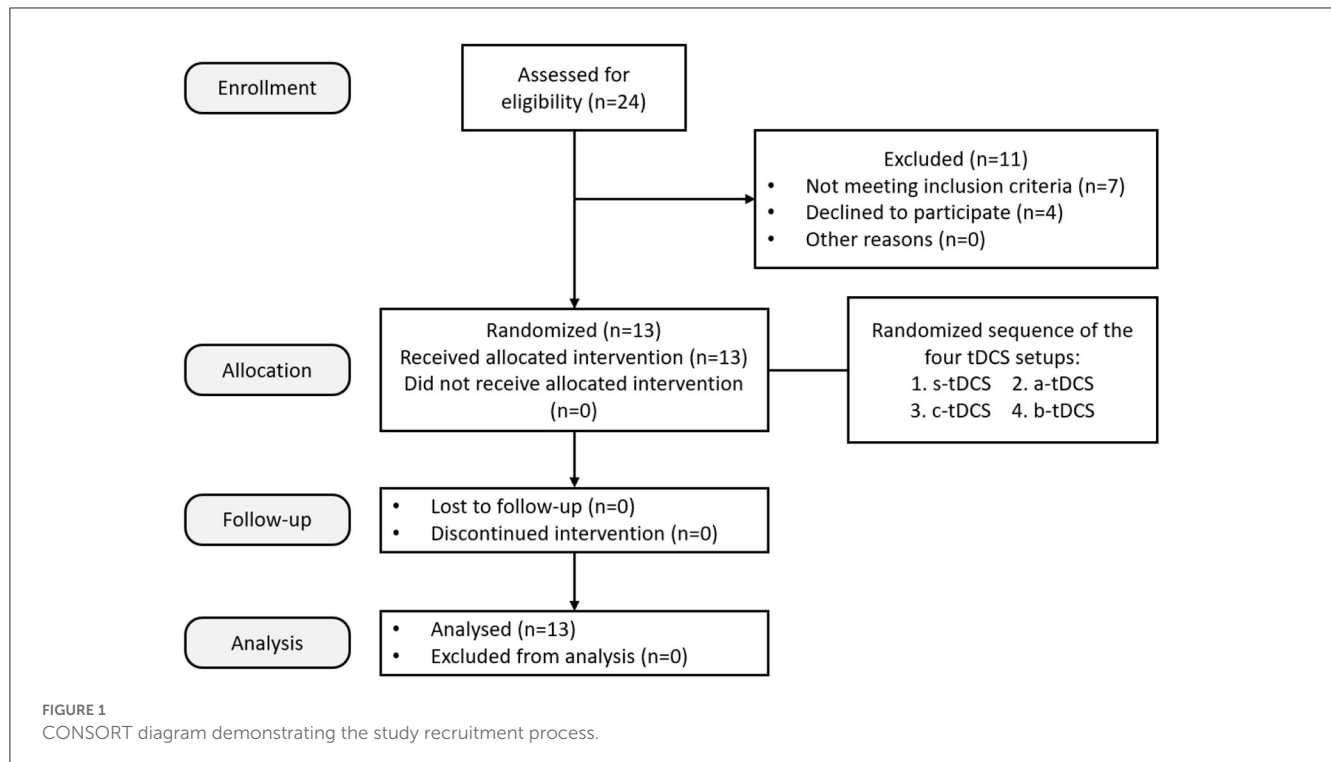 Enrollment
Assessed for
eligibility (n=24)
Excluded (n=11)
• Not meeting inclusion criteria (n=7)
• Declined to participate (n=4)
• Other reasons (n=0)
Allocation
Randomized (n=13)
Received allocated intervention (n=13)
Did not receive allocated intervention
(n=0)
Randomized sequence of the
four tDCS setups:
1. s-tDCS 2. a-tDCS
3. c-tDCS 4. b-tDCS
Follow-up
• Lost to follow-up (n=0)
• Discontinued intervention (n=0)
Analysis
• Analysed (n=13)
• Excluded from analysis (n=0)
FIGURE 1
CONSORT diagram demonstrating the study recruitment process.